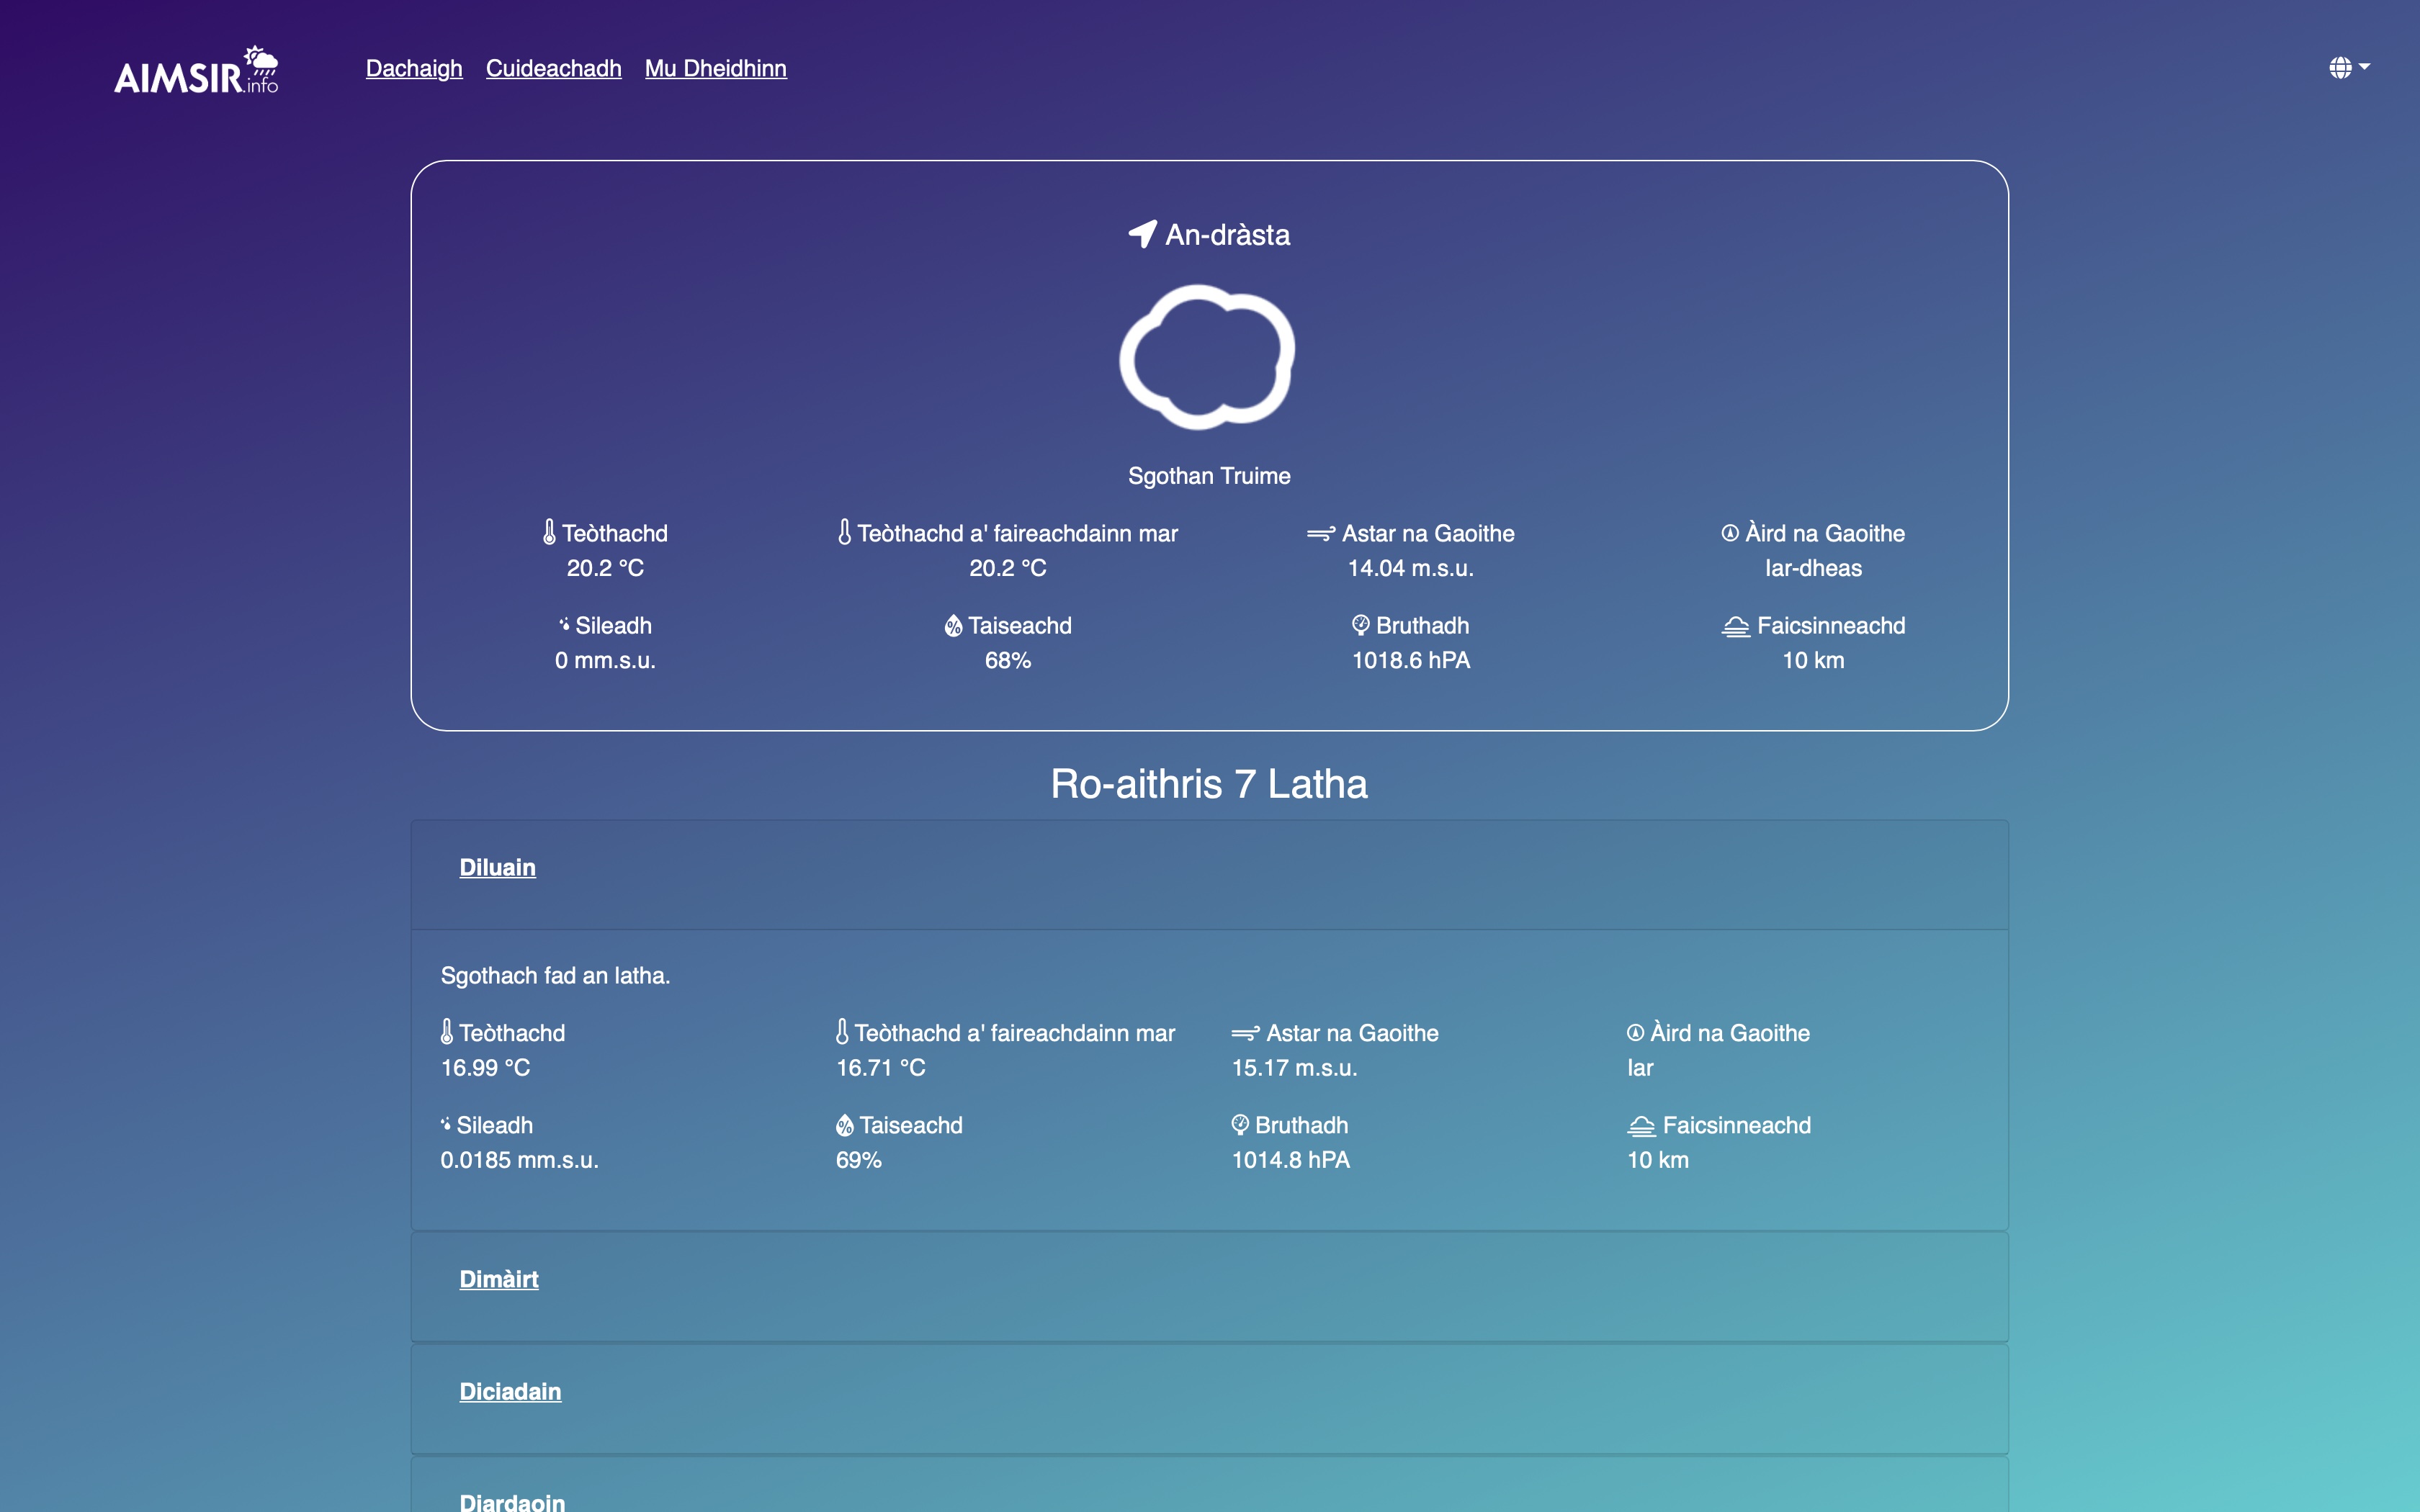 AIMSIR.info
Dachaigh Cuideachadh Mu Dheidhinn
An-dràsta
Sgothan Truime
Teòthachd
20.2 °C
Teòthachd a' faireachdainn mar
20.2 °C
Astar na Gaoithe
14.04 m.s.u.
Àird na Gaoithe
Iar-dheas
Sileadh
0 mm.s.u.
Taiseachd
68%
Bruthadh
1018.6 hPA
Faicsinneachd
10 km
Ro-aithris 7 Latha
Diluain
Sgothach fad an latha.
Teòthachd
16.99 °C
Teòthachd a' faireachdainn mar
16.71 °C
Astar na Gaoithe
15.17 m.s.u.
Àird na Gaoithe
Iar
Sileadh
0.0185 mm.s.u.
Taiseachd
69%
Bruthadh
1014.8 hPA
Faicsinneachd
10 km
Dimàirt
Diciadain
Diardaoin